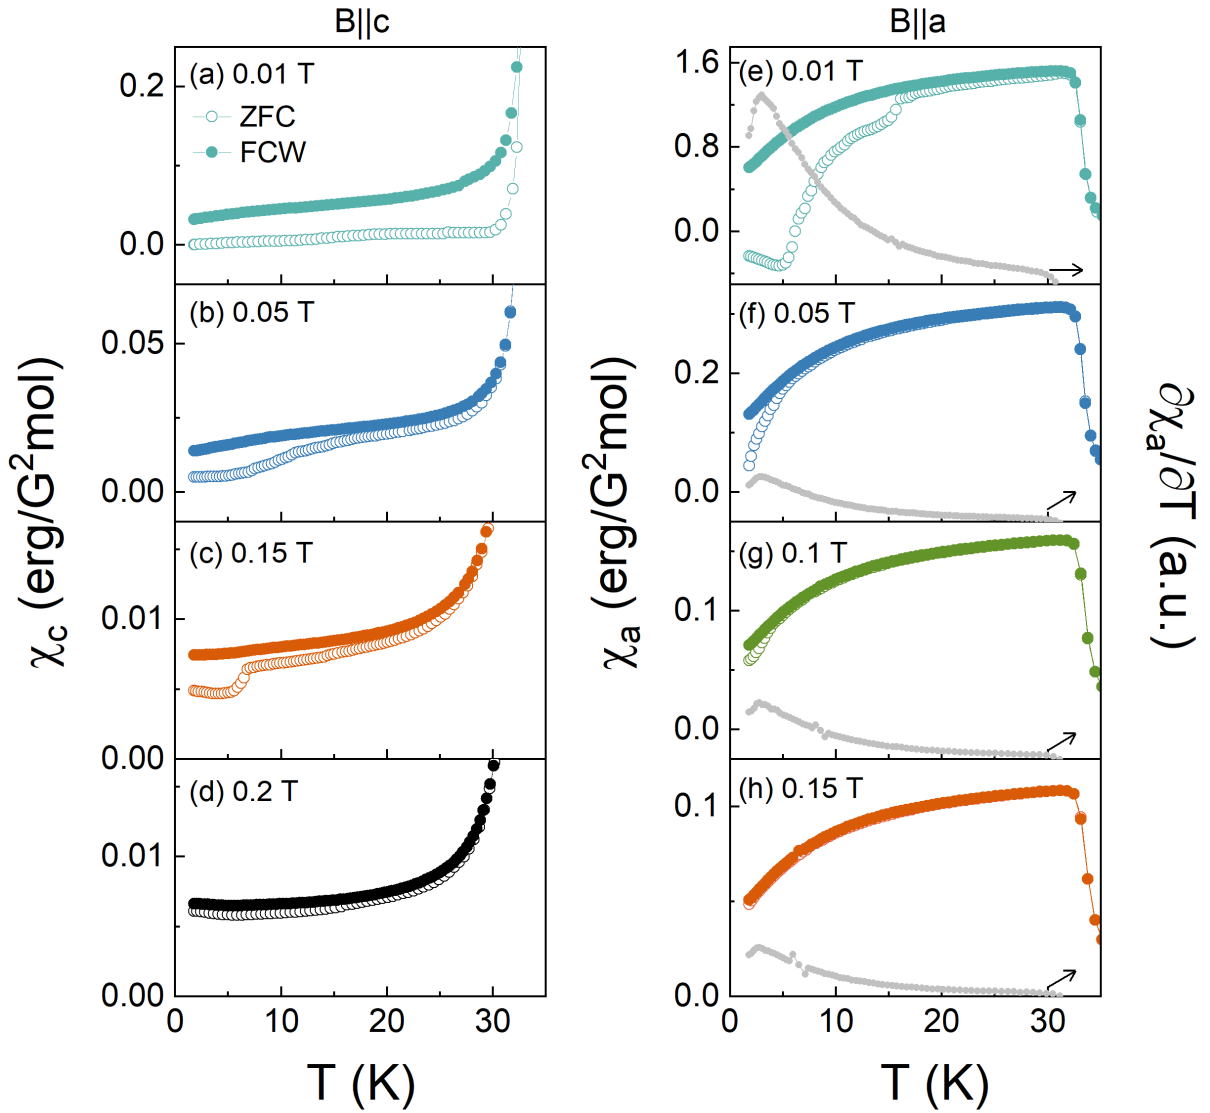 B||c
(a) 0.01 T
ZFC
FCW
0.2
0.0
(b) 0.05 T
0.05
0.00
(c) 0.15 T
0.01
0.00
(d) 0.2 T
0.01
0.00
0
10
20
30
T (K)
χc (erg/G²mol)
B||a
(e) 0.01 T
1.6
0.8
0.0
(f) 0.05 T
0.2
0.0
(g) 0.1 T
0.1
0.0
(h) 0.15 T
0.1
0.0
0
10
20
30
T (K)
χa (erg/G²mol)
∂χa/∂T (a.u.)